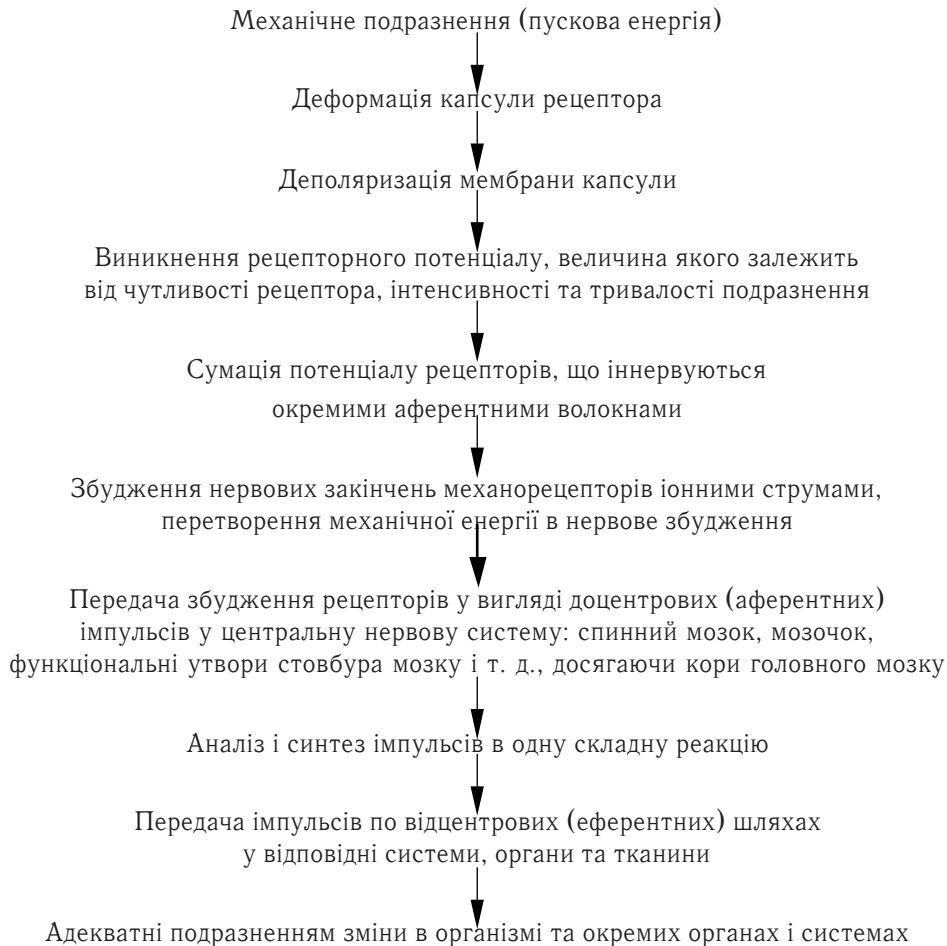 Механічне подразнення (пускова енергія)
Деформація капсули рецептора
Деполяризація мембрани капсули
Виникнення рецепторного потенціалу, величина якого залежить
від чутливості рецептора, інтенсивності та тривалості подразнення
Сумація потенціалу рецепторів, що іннервуються
окремими аферентними волокнами
Збудження нервових закінчень механорецепторів іонними струмами,
перетворення механічної енергії в нервове збудження
Передача збудження рецепторів у вигляді доцентрових (аферентних)
імпульсів у центральну нервову систему: спинний мозок, мозочок,
функціональні утвори стовбура мозку і т. д., досягаючи кори головного мозку
Аналіз і синтез імпульсів в одну складну реакцію
Передача імпульсів по відцентрових (еферентних) шляхах
у відповідні системи, органи та тканини
Адекватні подразненням зміни в організмі та окремих органах і системах